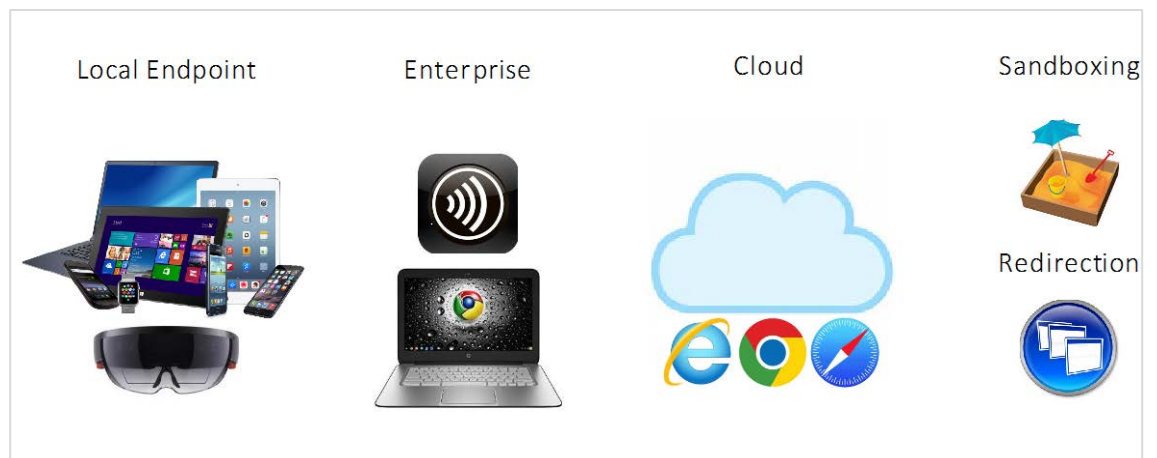 Local Endpoint
Enterprise
Cloud
Sandboxing
Redirection